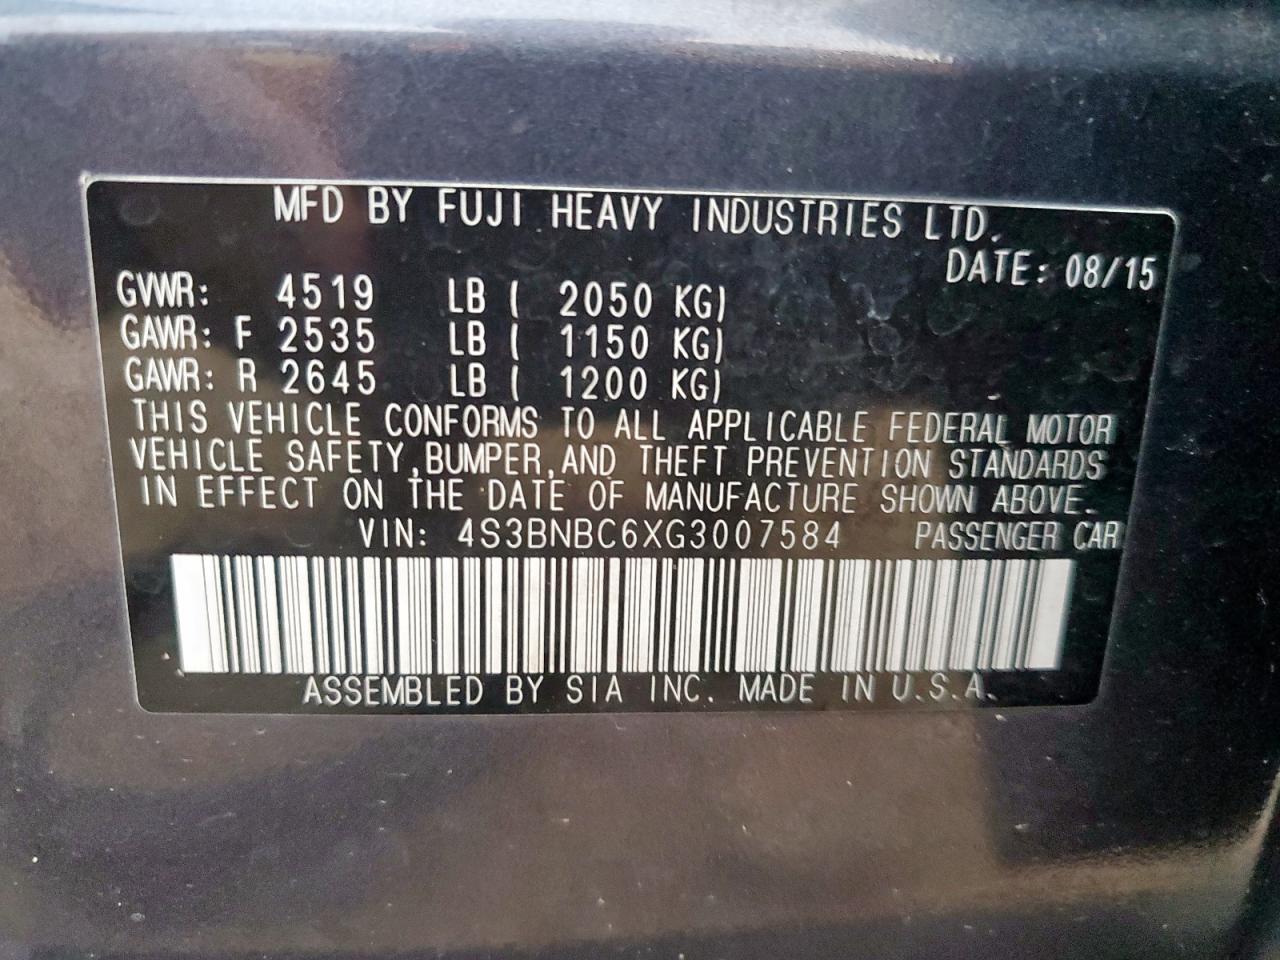 MFD BY FUJI HEAVY INDUSTRIES LTD.
DATE: 08/15
GVWR: 4519 LB ( 2050 KG)
GAWR: F 2535 LB ( 1150 KG)
GAWR: R 2645 LB ( 1200 KG)
THIS VEHICLE CONFORMS TO ALL APPLICABLE FEDERAL MOTOR
VEHICLE SAFETY, BUMPER, AND THEFT PREVENTION STANDARDS
IN EFFECT ON THE DATE OF MANUFACTURE SHOWN ABOVE.
VIN: 4S3BNBC6XG3007584 PASSENGER CAR
ASSEMBLED BY SIA INC. MADE IN U.S.A.